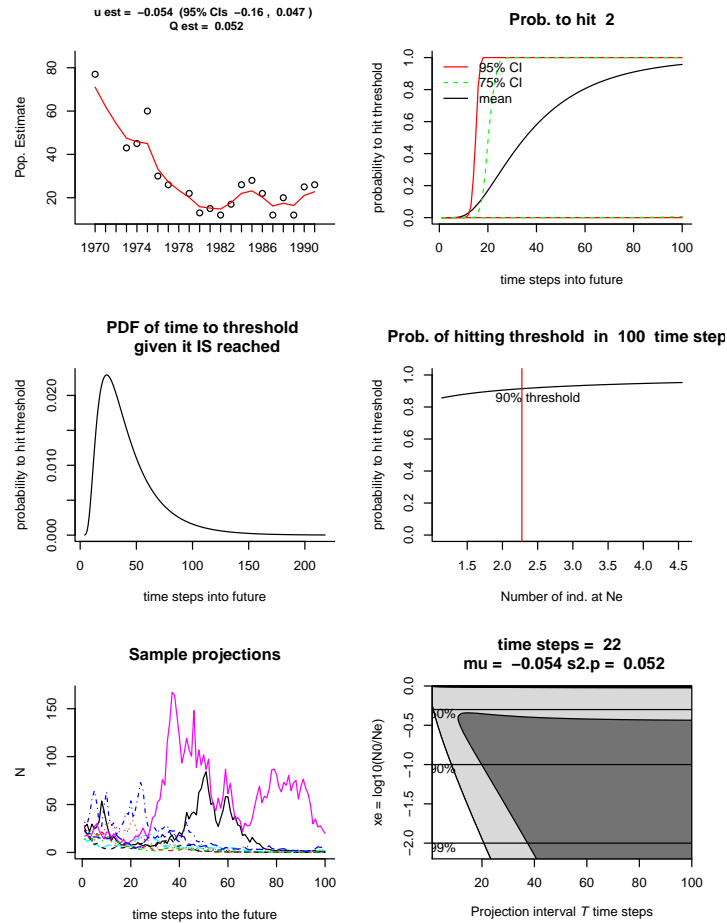 u est = −0.054 (95% CIs −0.16 , 0.047 )
Q est = 0.052
Pop. Estimate
80
60
40
20
1970 1974 1978 1982 1986 1990
Prob. to hit 2
probability to hit threshold
1.0
0.8
0.6
0.4
0.2
0.0
95% CI
75% CI
mean
0 20 40 60 80 100
time steps into future
PDF of time to threshold
given it IS reached
probability to hit threshold
0.020
0.010
0.000
0 50 100 150 200
time steps into future
Prob. of hitting threshold in 100 time step
probability to hit threshold
1.0
0.8
0.6
0.4
0.2
0.0
90% threshold
1.5 2.0 2.5 3.0 3.5 4.0 4.5
Number of ind. at Ne
Sample projections
N
150
100
50
0
0 20 40 60 80 100
time steps into the future
time steps = 22
mu = −0.054 s2.p = 0.052
xe = log10(N0/Ne)
0.0
−0.5
−1.0
−1.5
−2.0
90%
99%
20 40 60 80 100
Projection interval T time steps